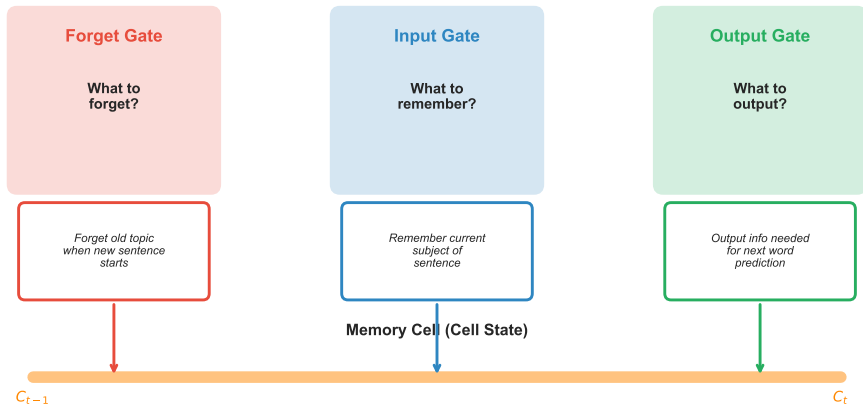 Forget Gate
What to
forget?
Forget old topic
when new sentence
starts
Input Gate
What to
remember?
Remember current
subject of
sentence
Output Gate
What to
output?
Output info needed
for next word
prediction
Memory Cell (Cell State)
C_{t−1}
C_t